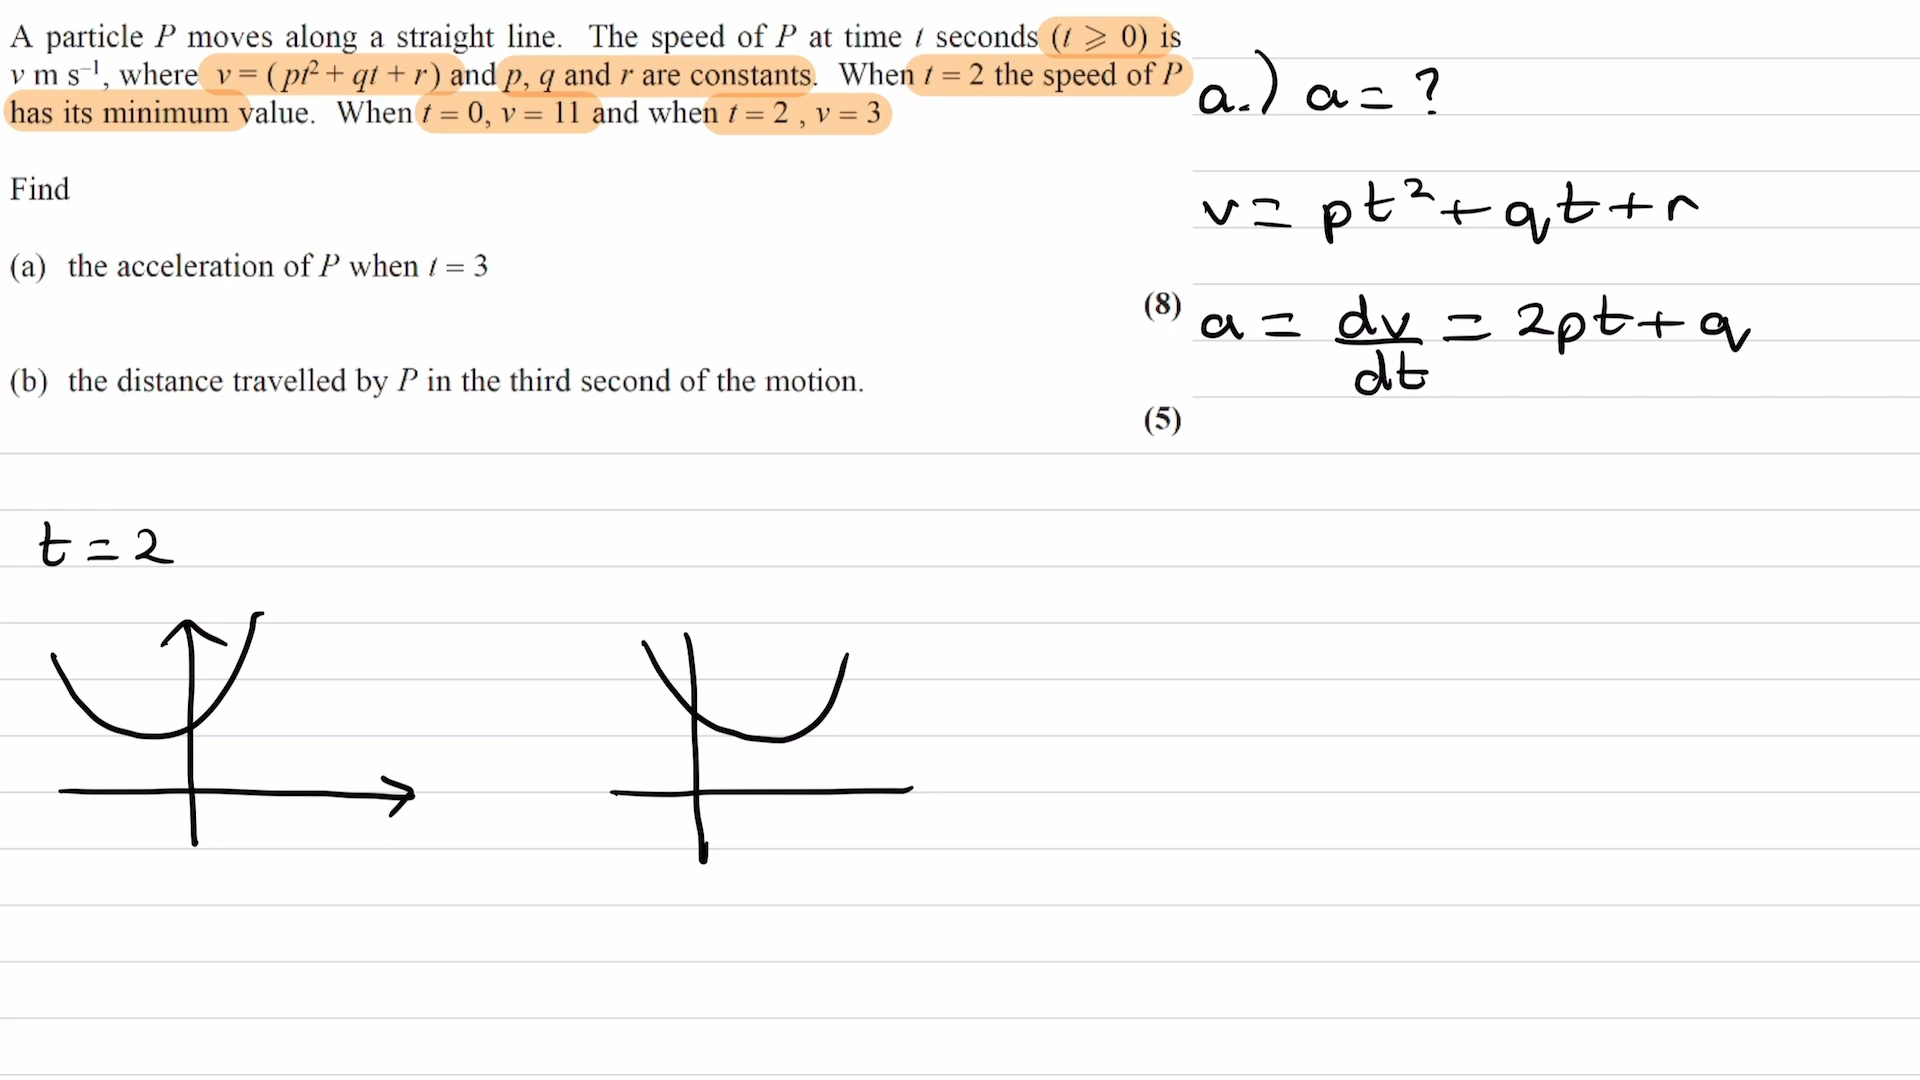 A particle P moves along a straight line. The speed of P at time t seconds (t ⩾ 0) is
v m s⁻¹, where v = (pt² + qt + r) and p, q and r are constants. When t = 2 the speed of P
has its minimum value. When t = 0, v = 11 and when t = 2 , v = 3
Find
(a) the acceleration of P when t = 3
(8)
(b) the distance travelled by P in the third second of the motion.
(5)
a.) a = ?
v = pt² + qt + r
a = dv/dt = 2pt + q
t = 2